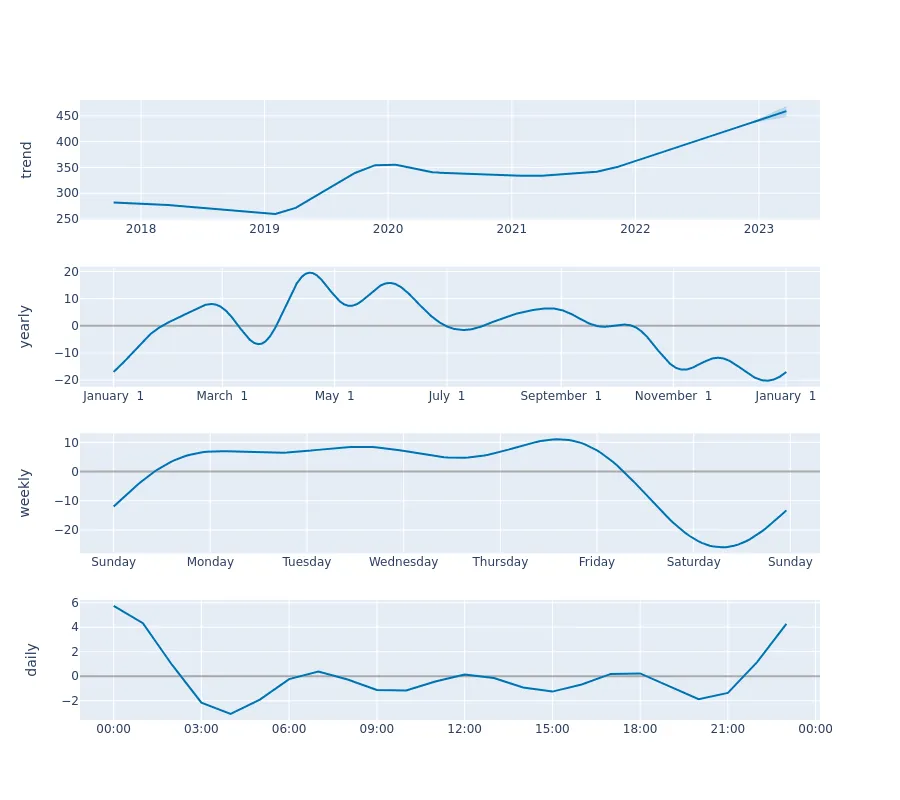 trend
450
400
350
300
250
2018 2019 2020 2021 2022 2023
yearly
20
10
0
−10
−20
January 1 March 1 May 1 July 1 September 1 November 1 January 1
weekly
10
0
−10
−20
Sunday Monday Tuesday Wednesday Thursday Friday Saturday Sunday
daily
6
4
2
0
−2
00:00 03:00 06:00 09:00 12:00 15:00 18:00 21:00 00:00